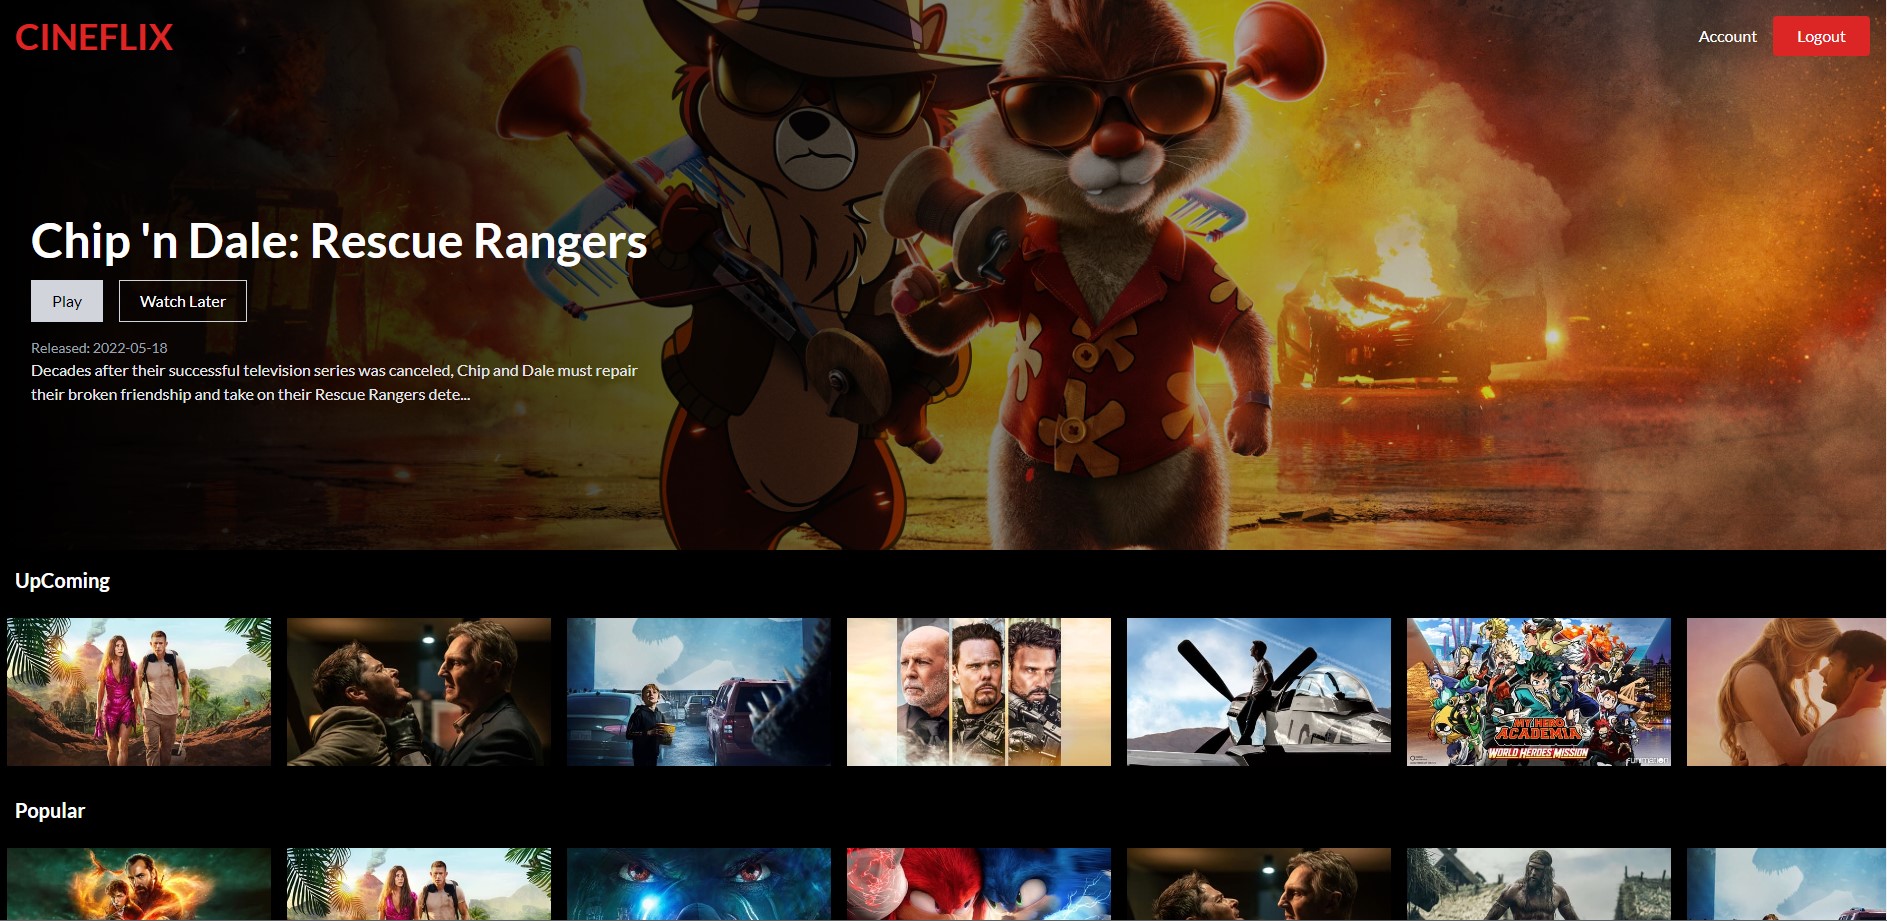 CINEFLIX
Account
Logout
Chip 'n Dale: Rescue Rangers
Play
Watch Later
Released: 2022-05-18
Decades after their successful television series was canceled, Chip and Dale must repair
their broken friendship and take on their Rescue Rangers dete...
UpComing
MY HERO
ACADEMIA
WORLD HEROES MISSION
Funimation
Popular